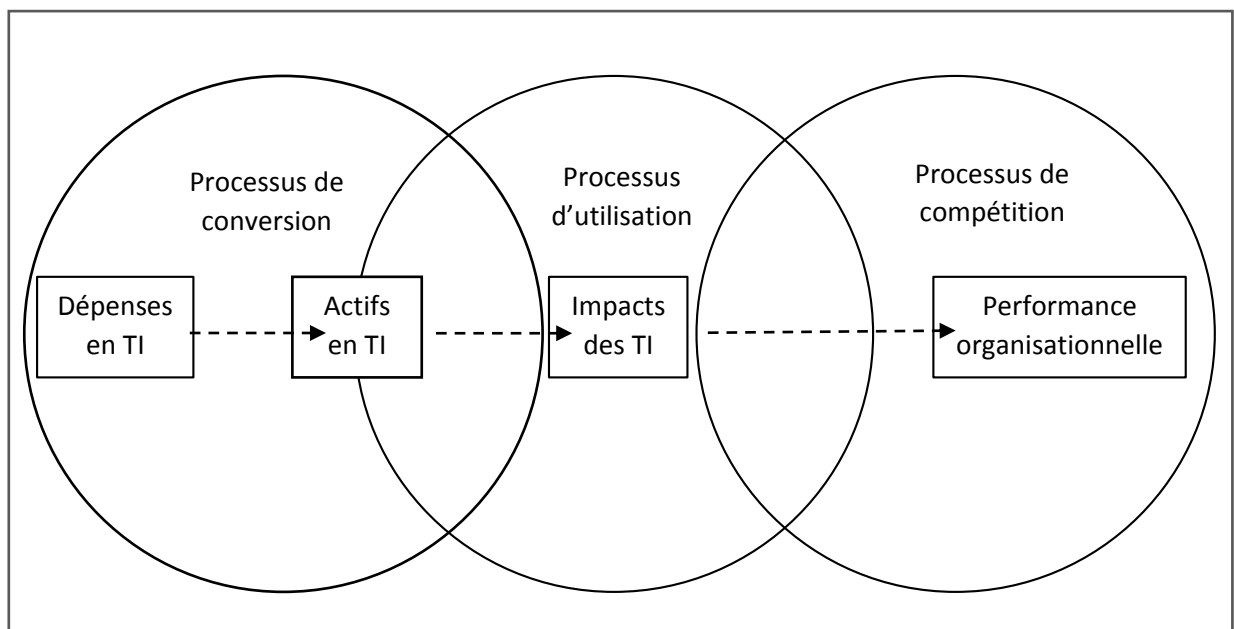 Processus de
conversion
Processus
d’utilisation
Processus de
compétition
Dépenses
en TI
Actifs
en TI
Impacts
des TI
Performance
organisationnelle